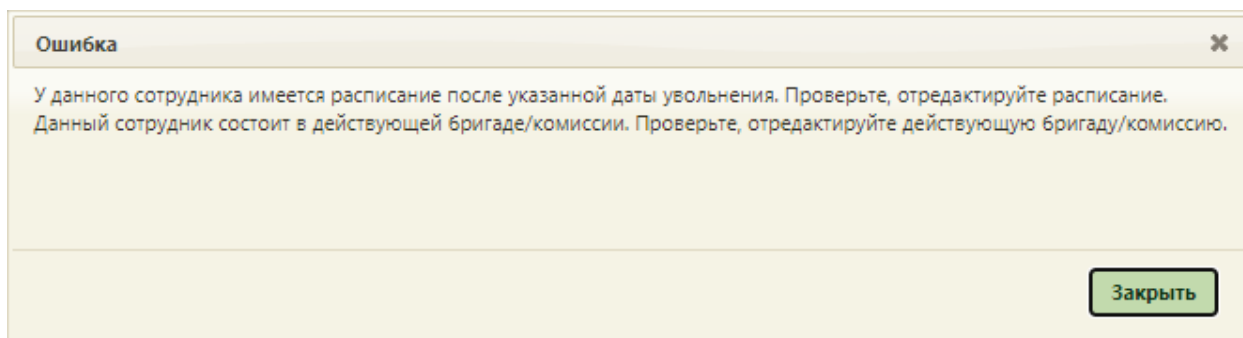 Ошибка
У данного сотрудника имеется расписание после указанной даты увольнения. Проверьте, отредактируйте расписание.
Данный сотрудник состоит в действующей бригаде/комиссии. Проверьте, отредактируйте действующую бригаду/комиссию.
Закрыть